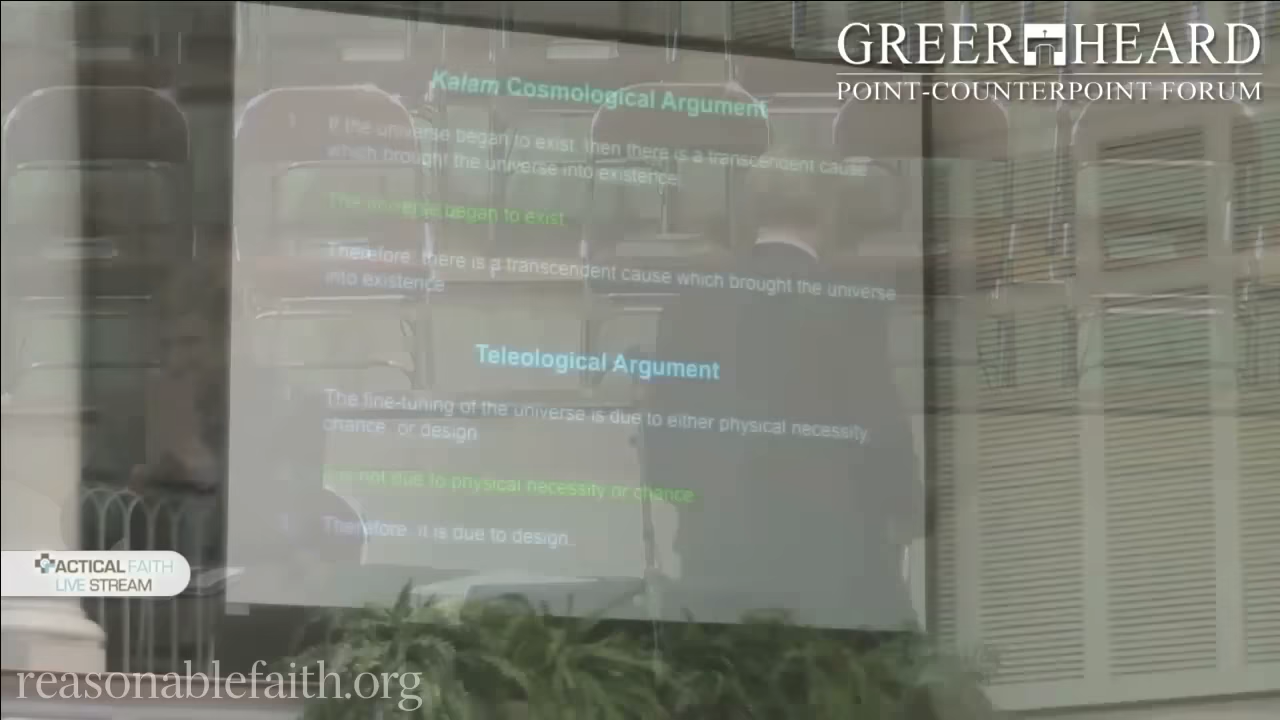 GREER HEARD
POINT-COUNTERPOINT FORUM
Kalam Cosmological Argument
If the universe began to exist, then there is a transcendent cause
which brought the universe into existence.
The universe began to exist.
Therefore, there is a transcendent cause which brought the universe
into existence
Teleological Argument
The fine-tuning of the universe is due to either physical necessity,
chance, or design
It is not due to physical necessity or chance.
Therefore, it is due to design.
TACTICAL FAITH
LIVE STREAM
reasonablefaith.org